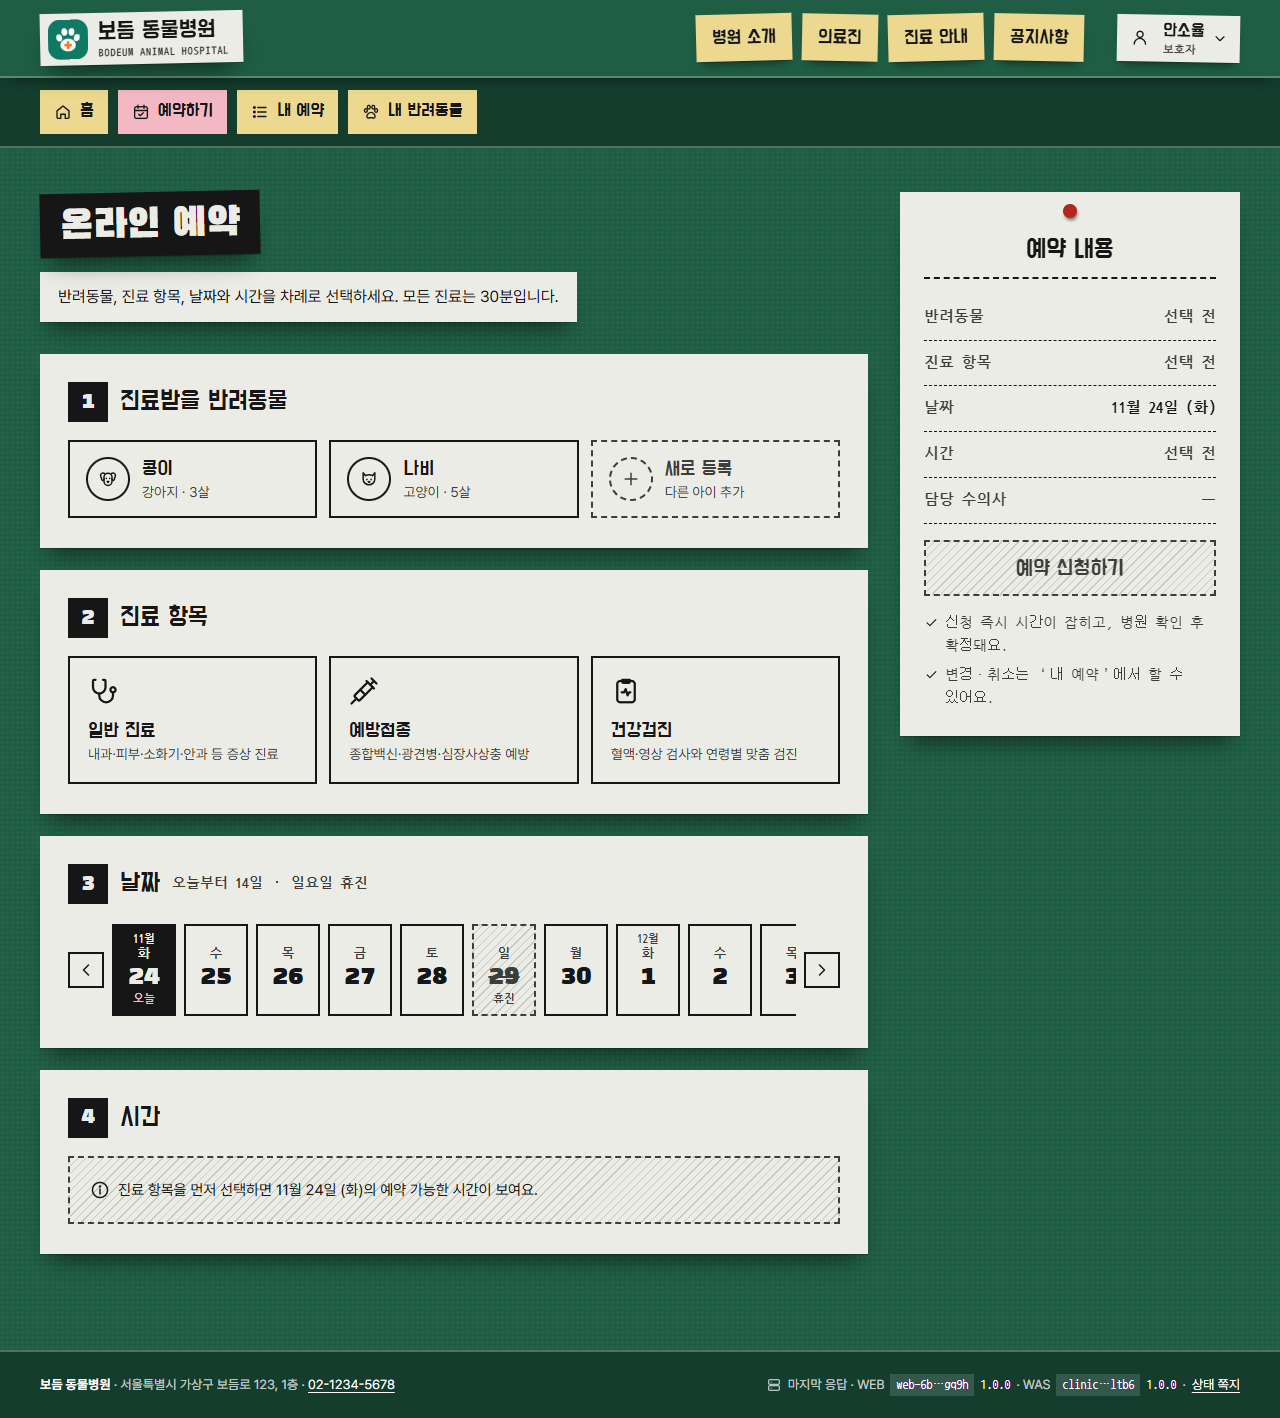 보듬 동물병원
BODEUM ANIMAL HOSPITAL
병원 소개
의료진
진료 안내
공지사항
안소율
보호자
홈
예약하기
내 예약
내 반려동물
온라인 예약
반려동물, 진료 항목, 날짜와 시간을 차례로 선택하세요. 모든 진료는 30분입니다.
1 진료받을 반려동물
콩이
강아지 · 3살
나비
고양이 · 5살
새로 등록
다른 아이 추가
2 진료 항목
일반 진료
내과·피부·소화기·안과 등 증상 진료
예방접종
종합백신·광견병·심장사상충 예방
건강검진
혈액·영상 검사와 연령별 맞춤 검진
3 날짜 오늘부터 14일 · 일요일 휴진
11월
화
24
오늘
수
25
목
26
금
27
토
28
일
29
휴진
월
30
12월
화
1
수
2
목
3
4 시간
진료 항목을 먼저 선택하면 11월 24일 (화)의 예약 가능한 시간이 보여요.
예약 내용
반려동물 선택 전
진료 항목 선택 전
날짜 11월 24일 (화)
시간 선택 전
담당 수의사 —
예약 신청하기
신청 즉시 시간이 잡히고, 병원 확인 후
확정돼요.
변경·취소는 ‘내 예약’에서 할 수
있어요.
보듬 동물병원 · 서울특별시 가상구 보듬로 123, 1층 · 02-1234-5678
마지막 응답 · WEB web-6b…gq9h 1.0.0 · WAS clinic…ltb6 1.0.0 · 상태 쪽지